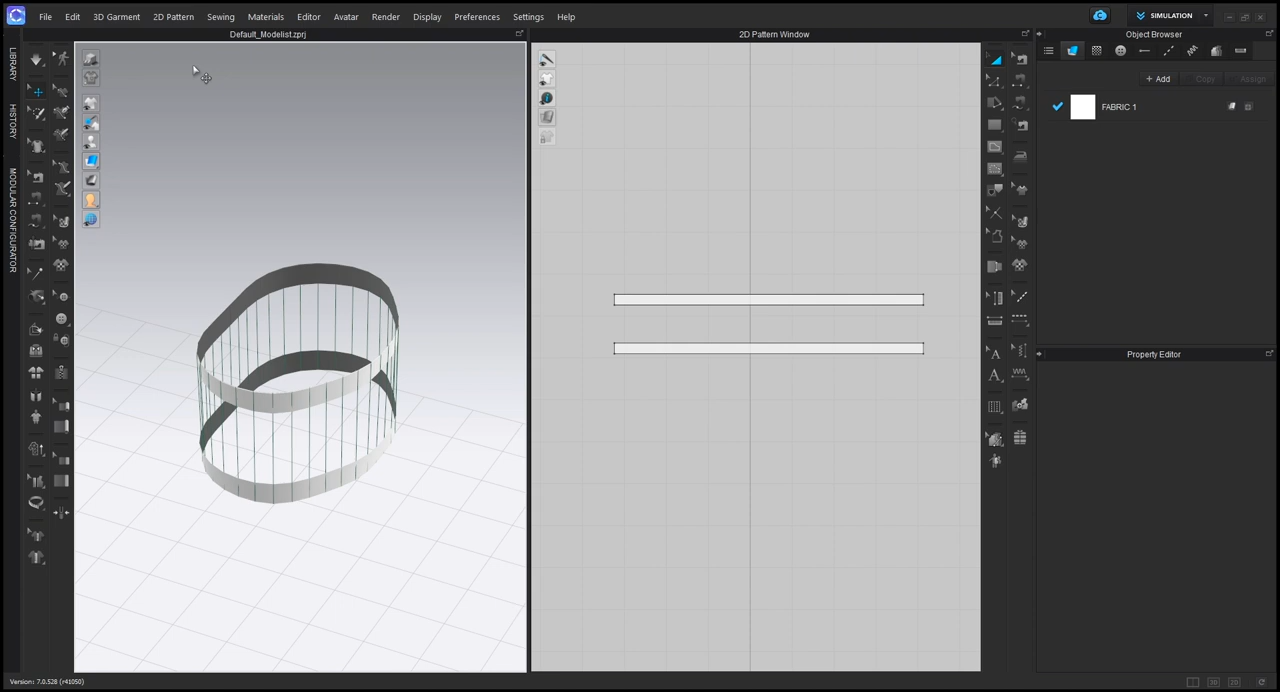 File Edit 3D Garment 2D Pattern Sewing Materials Editor Avatar Render Display Preferences Settings Help
SIMULATION
Default_Modelist.zprj
2D Pattern Window
Object Browser
LIBRARY
HISTORY
MODULAR CONFIGURATOR
+ Add Copy Assign
FABRIC 1
Property Editor
Version: 7.0.528 (r41050)
3D 2D